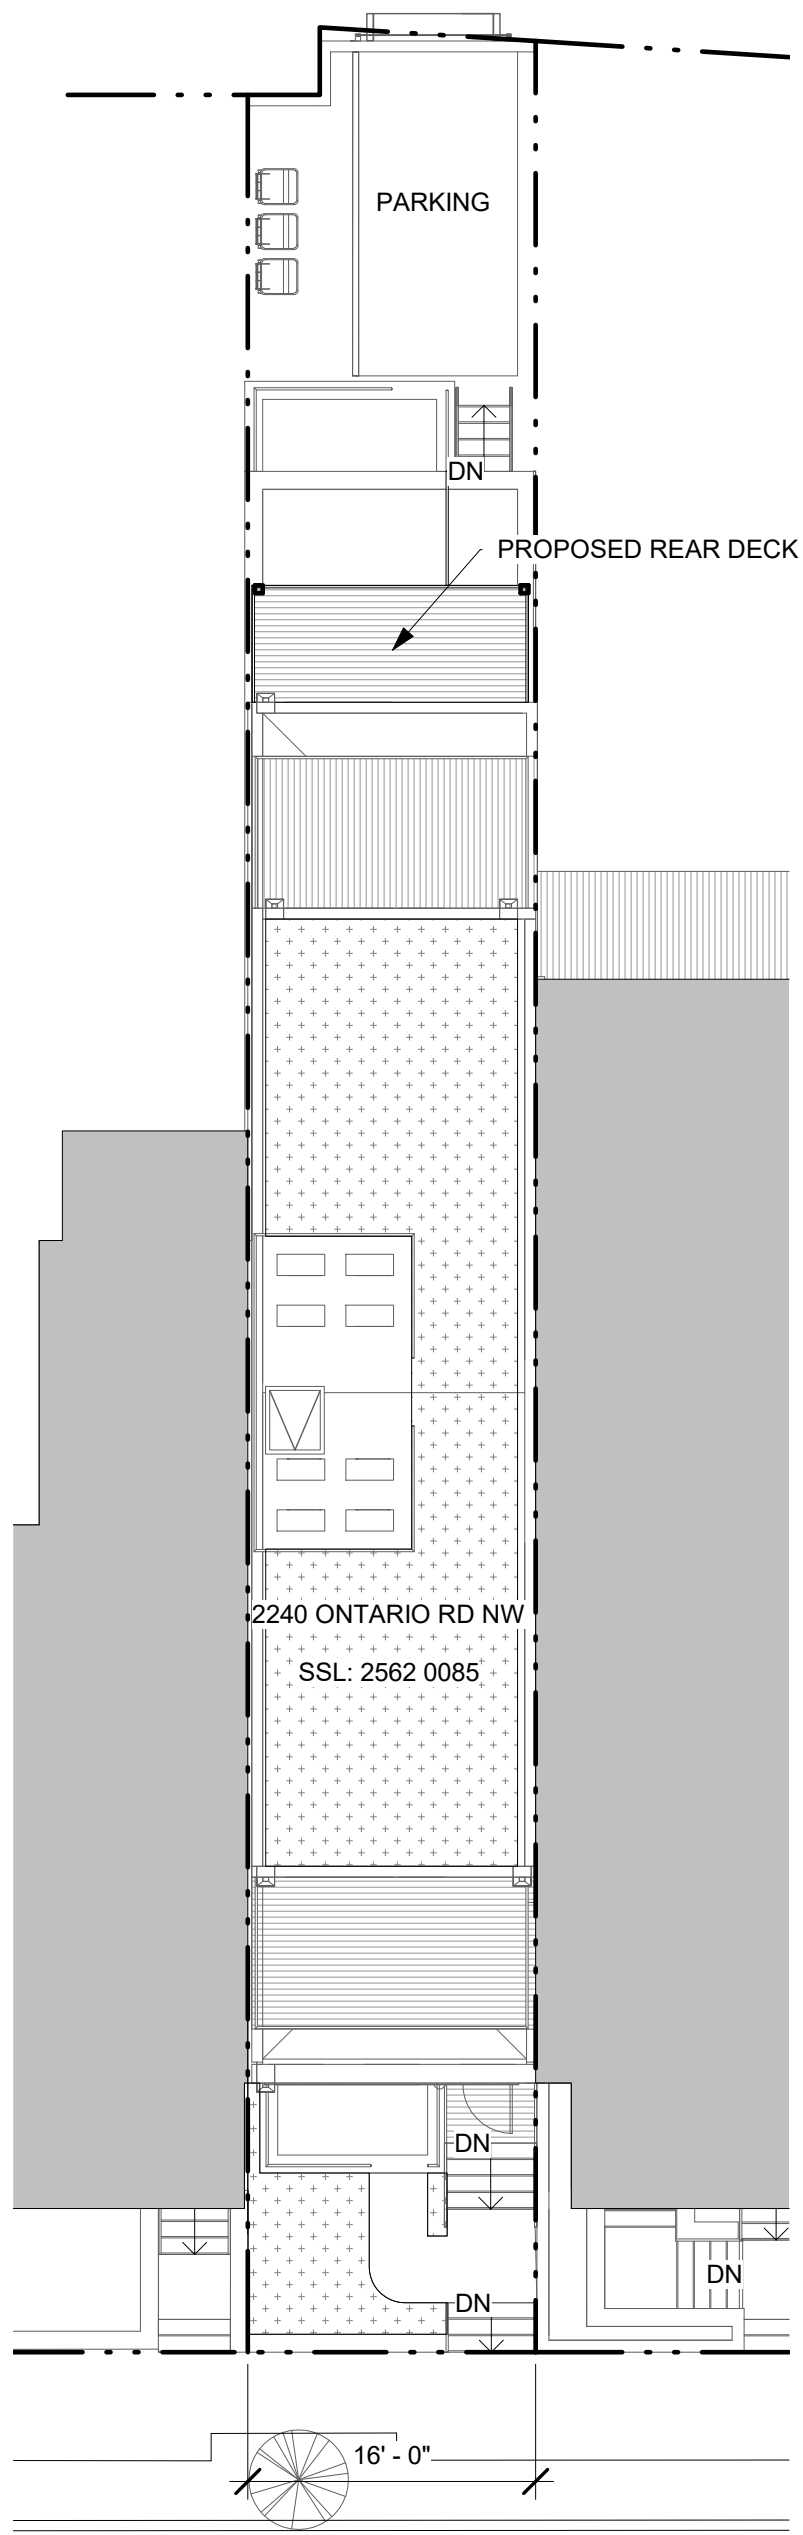 PARKING
DN
PROPOSED REAR DECK
2240 ONTARIO RD NW
SSL: 2562 0085
DN
DN
DN
16' - 0"